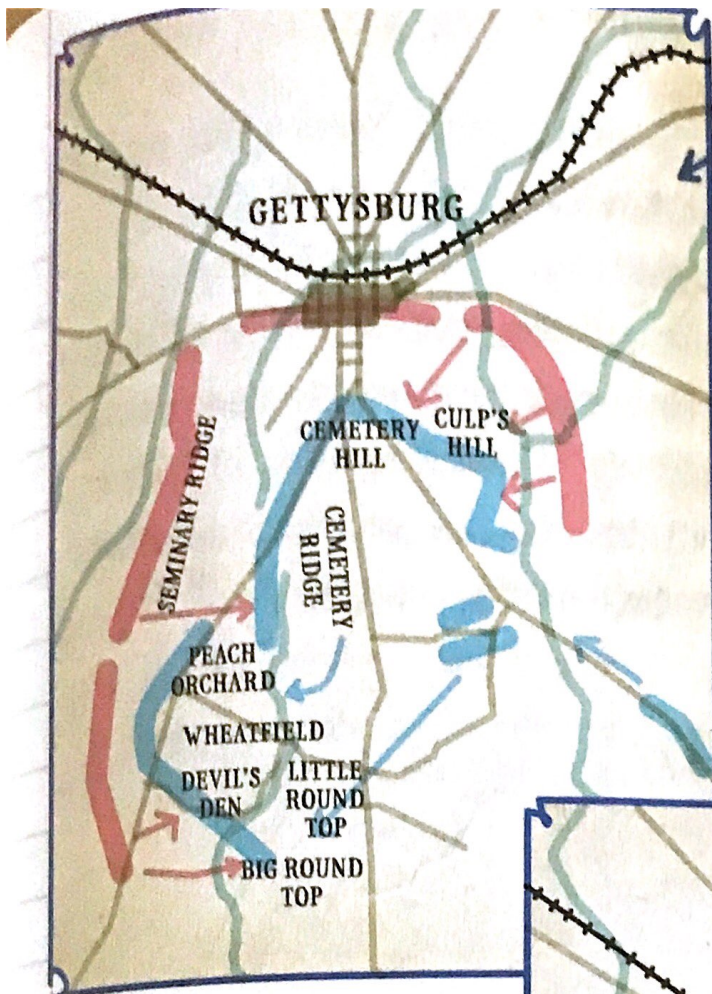 GETTYSBURG
CEMETERY
HILL
CULP'S
HILL
SEMINARY RIDGE
CEMETERY
RIDGE
PEACH
ORCHARD
WHEATFIELD
DEVIL'S
DEN
LITTLE
ROUND
TOP
BIG ROUND
TOP